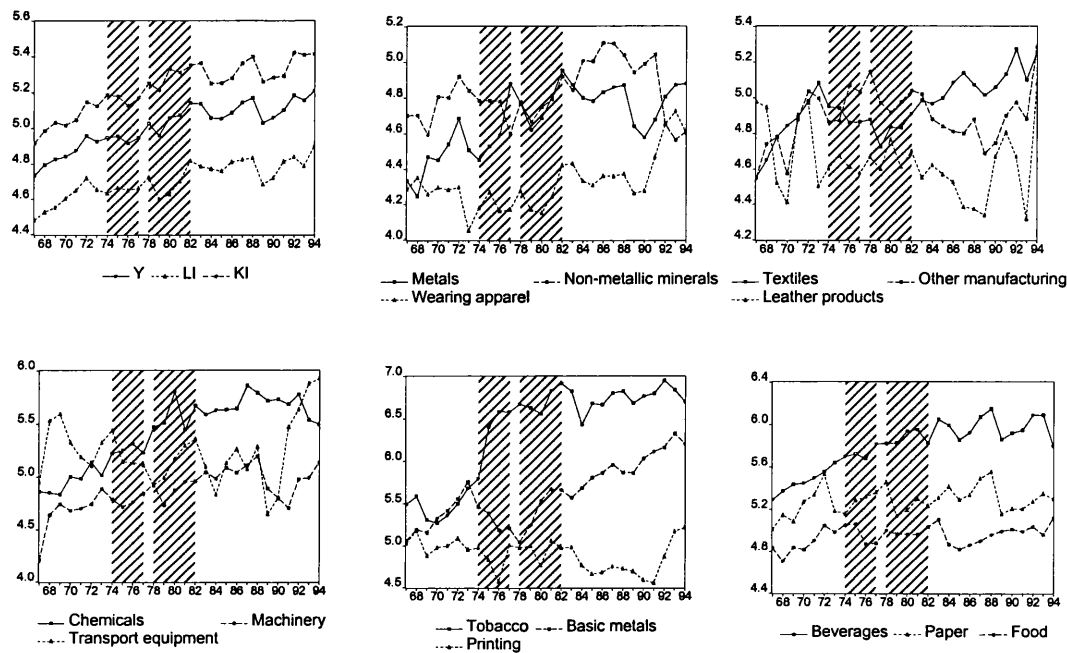 5.6
5.4
5.2
5.0
4.8
4.6
4.4
68 70 72 74 76 78 80 82 84 86 88 90 92 94
Y LI KI
5.2
5.0
4.8
4.6
4.4
4.2
4.0
68 70 72 74 76 78 80 82 84 86 88 90 92 94
Metals Non-metallic minerals
Wearing apparel
5.4
5.2
5.0
4.8
4.6
4.4
4.2
68 70 72 74 76 78 80 82 84 86 88 90 92 94
Textiles Other manufacturing
Leather products
6.0
5.5
5.0
4.5
4.0
68 70 72 74 76 78 80 82 84 86 88 90 92 94
Chemicals Machinery
Transport equipment
7.0
6.5
6.0
5.5
5.0
4.5
68 70 72 74 76 78 80 82 84 86 88 90 92 94
Tobacco Basic metals
Printing
6.4
6.0
5.6
5.2
4.8
4.4
68 70 72 74 76 78 80 82 84 86 88 90 92 94
Beverages Paper Food